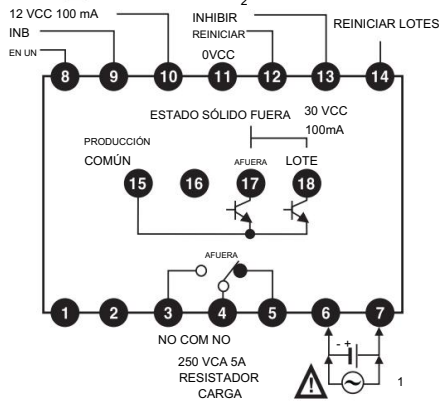 2
12 VCC 100 mA
INHIBIR
REINICIAR LOTES
INB
REINICIAR
EN UN
0VCC
8 9 10 11 12 13 14
ESTADO SÓLIDO FUERA
30 VCC
100mA
PRODUCCIÓN
COMÚN
AFUERA
LOTE
15 16 17 18
AFUERA
1 2 3 4 5 6 7
NO COM NO
- +
250 VCA 5A
RESISTADOR
CARGA
1